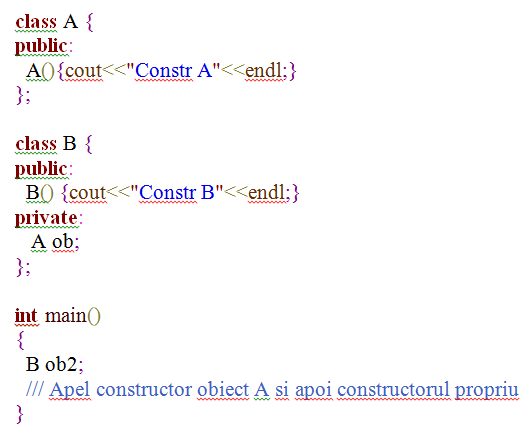 class A {
public:
A(){cout<<"Constr A"<<endl;}
};
class B {
public:
B() {cout<<"Constr B"<<endl;}
private:
A ob;
};
int main()
{
B ob2;
/// Apel constructor obiect A si apoi constructorul propriu
}